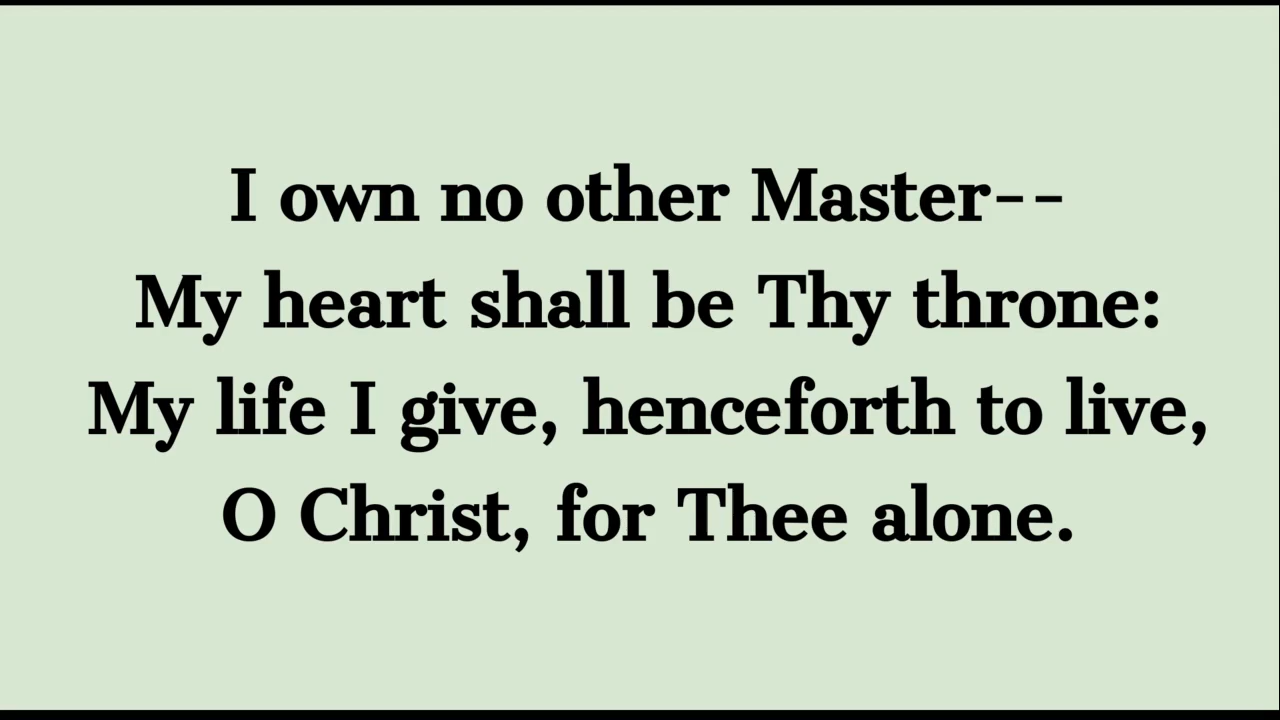 I own no other Master--
My heart shall be Thy throne:
My life I give, henceforth to live,
O Christ, for Thee alone.